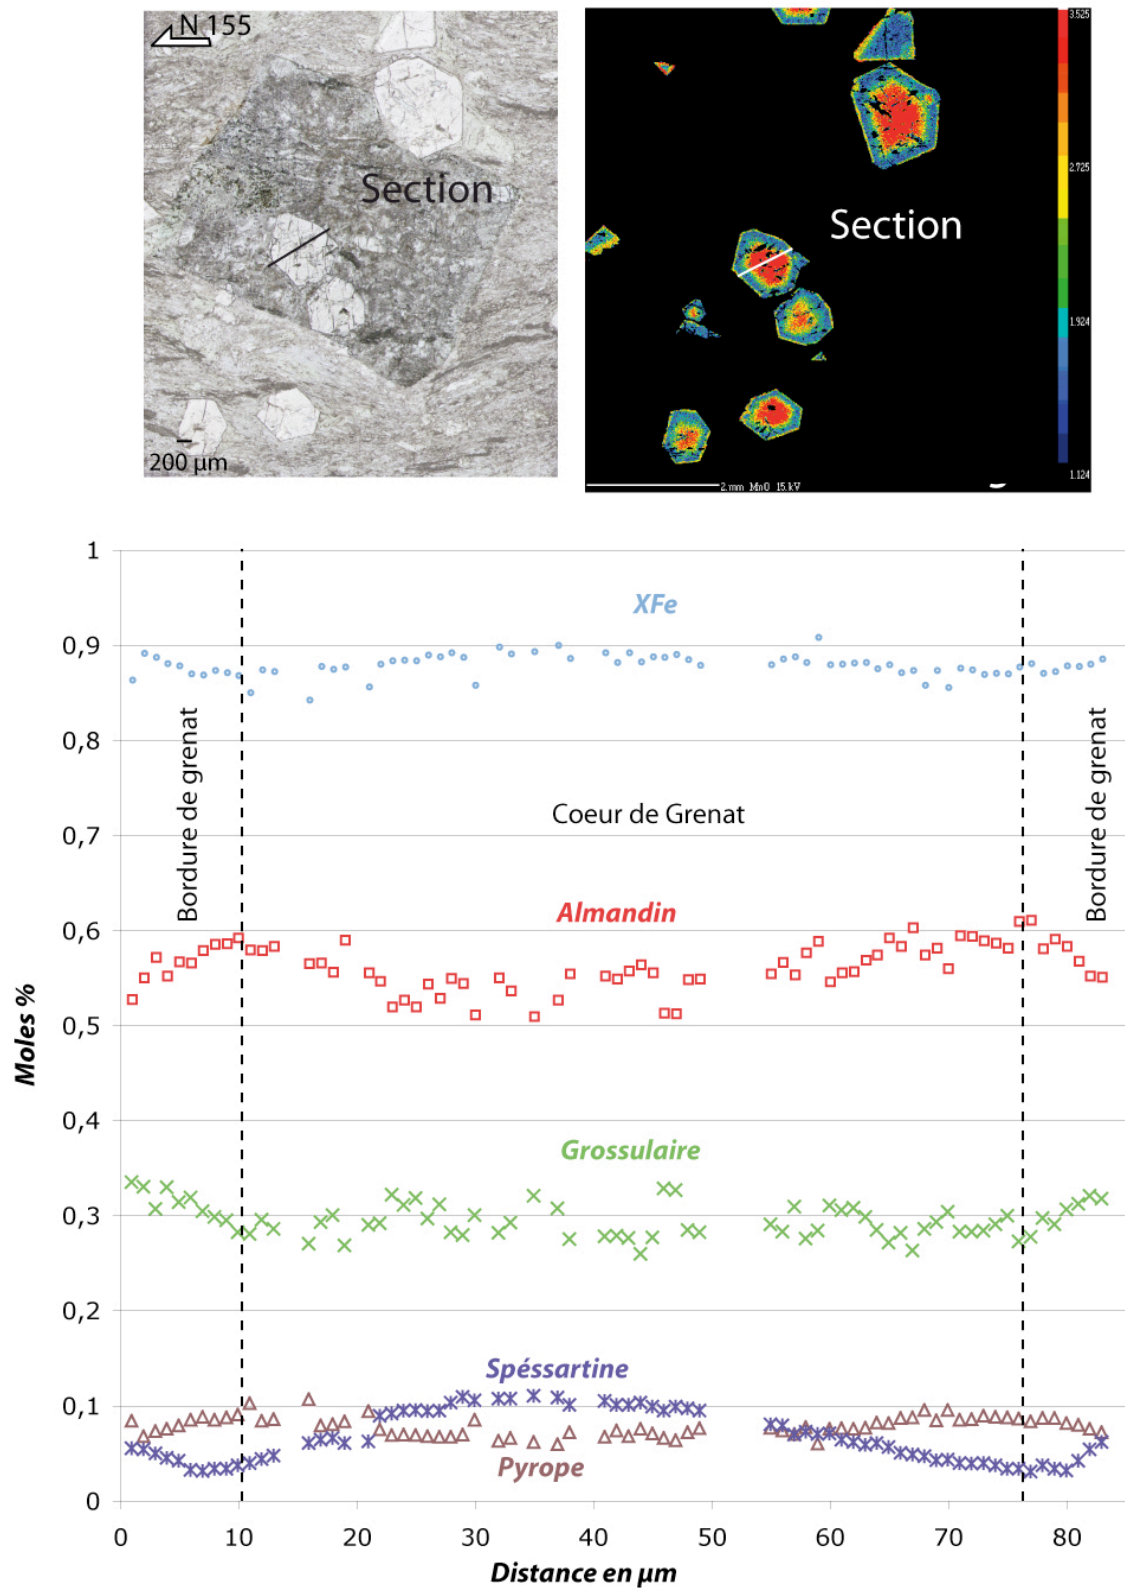 N 155
Section
200 µm
Section
3.525
2.725
1.924
1.124
2.mm MnO 15.kV
1
0,9
0,8
0,7
0,6
0,5
0,4
0,3
0,2
0,1
0
Moles %
XFe
Bordure de grenat
Coeur de Grenat
Bordure de grenat
Almandin
Grossulaire
Spéssartine
Pyrope
0 10 20 30 40 50 60 70 80
Distance en µm